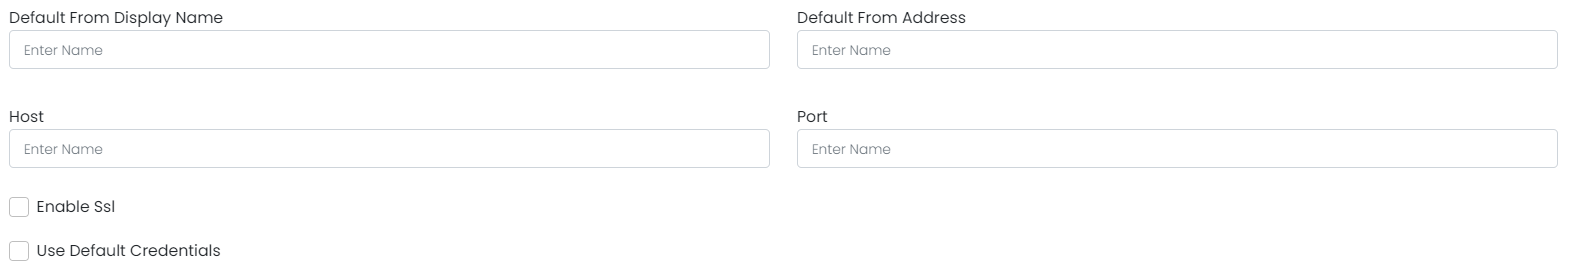 Default From Display Name
Enter Name
Default From Address
Enter Name
Host
Enter Name
Port
Enter Name
Enable Ssl
Use Default Credentials